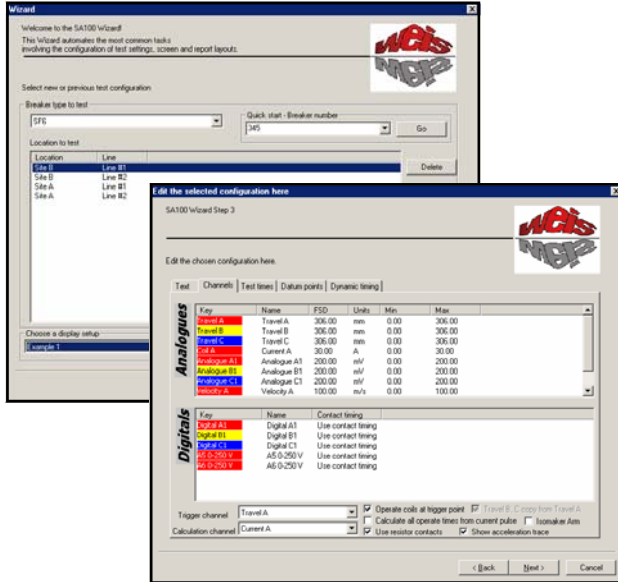 Wizard
Welcome to the SA100 Wizard!
This Wizard automates the most common tasks
involving the configuration of test settings, screen and report layouts.
weis
Select new or previous test configuration
Breaker type to test
SF6
Quick start - Breaker number
345
Go
Location to test
Location Line
Site B Line #1
Site B Line #2
Site A Line #1
Site A Line #2
Delete
Choose a display setup
Example 1
Edit the selected configuration here
SA100 Wizard Step 3
weis
Edit the chosen configuration here.
Text Channels Test times Datum points Dynamic timing
Analogues
Key Name FSD Units Min Max
Travel A Travel A 306.00 mm 0.00 306.00
Travel B Travel B 306.00 mm 0.00 306.00
Travel C Travel C 306.00 mm 0.00 306.00
Coil A Current A 30.00 A 0.00 30.00
Analogue A1 Analogue A1 200.00 mV 0.00 200.00
Analogue B1 Analogue B1 200.00 mV 0.00 200.00
Analogue C1 Analogue C1 200.00 mV 0.00 200.00
Velocity A Velocity A 100.00 m/s 0.00 100.00
Digitals
Key Name Contact timing
Digital A1 Digital A1 Use contact timing
Digital B1 Digital B1 Use contact timing
Digital C1 Digital C1 Use contact timing
A5 0-250 V A5 0-250 V Use contact timing
A6 0-250 V A6 0-250 V Use contact timing
Trigger channel Travel A
Operate coils at trigger point Travel B, C copy from Travel A
Calculate all operate times from current pulse Isomaker Arm
Calculation channel Current A
Use resistor contacts Show acceleration trace
< Back Next > Cancel